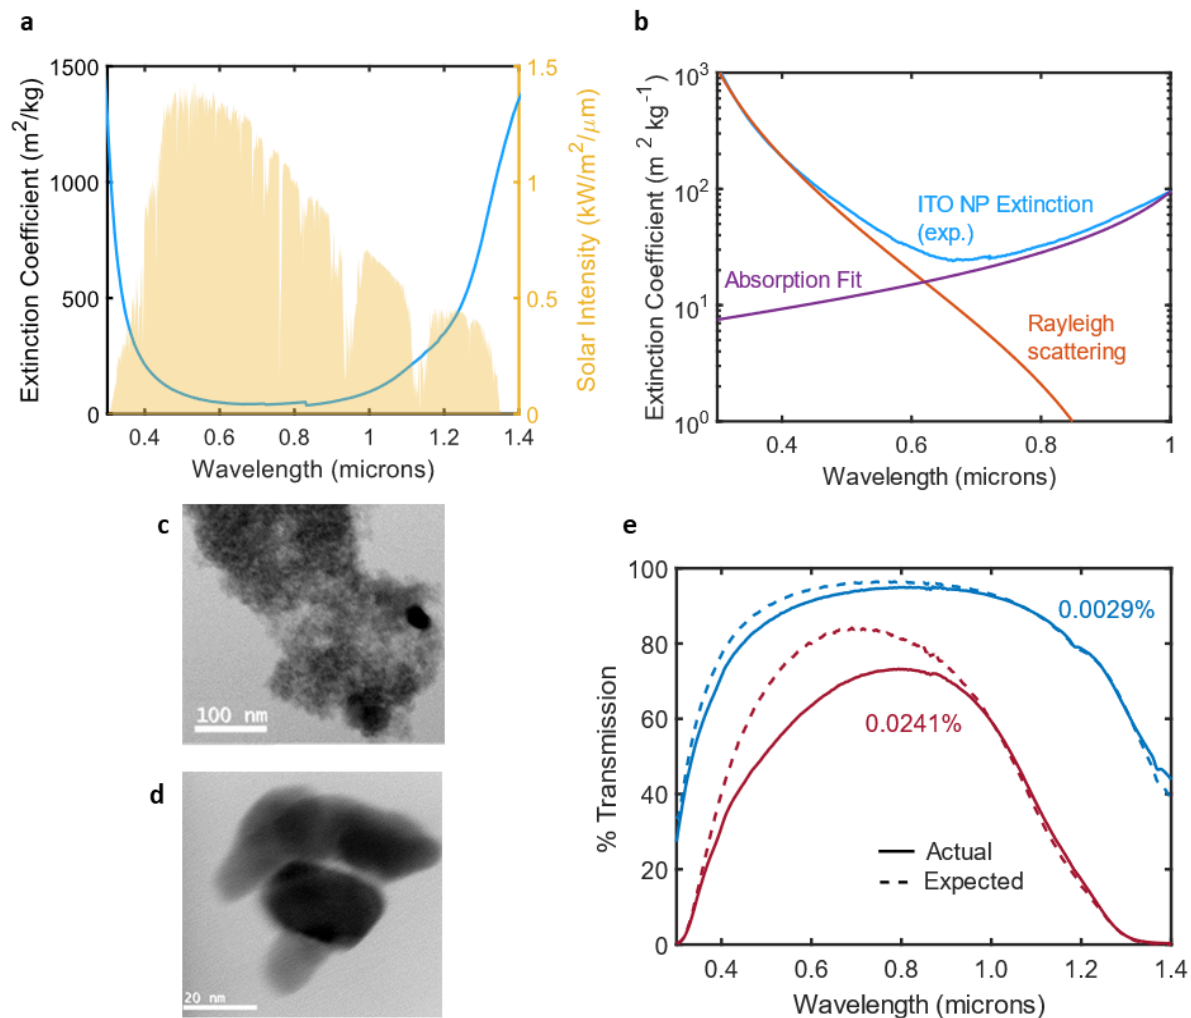 a
1500
1000
500
0
Extinction Coefficient (m²/kg)
1.5
1
0.5
0
Solar Intensity (kW/m²/μm)
0.4
0.6
0.8
1
1.2
1.4
Wavelength (microns)
b
10³
10²
10¹
10⁰
Extinction Coefficient (m ² kg⁻¹)
ITO NP Extinction
(exp.)
Absorption Fit
Rayleigh
scattering
0.4
0.6
0.8
1
Wavelength (microns)
c
100 nm
d
20 nm
e
100
80
60
40
20
0
% Transmission
0.0029%
0.0241%
Actual
Expected
0.4
0.6
0.8
1.0
1.2
1.4
Wavelength (microns)